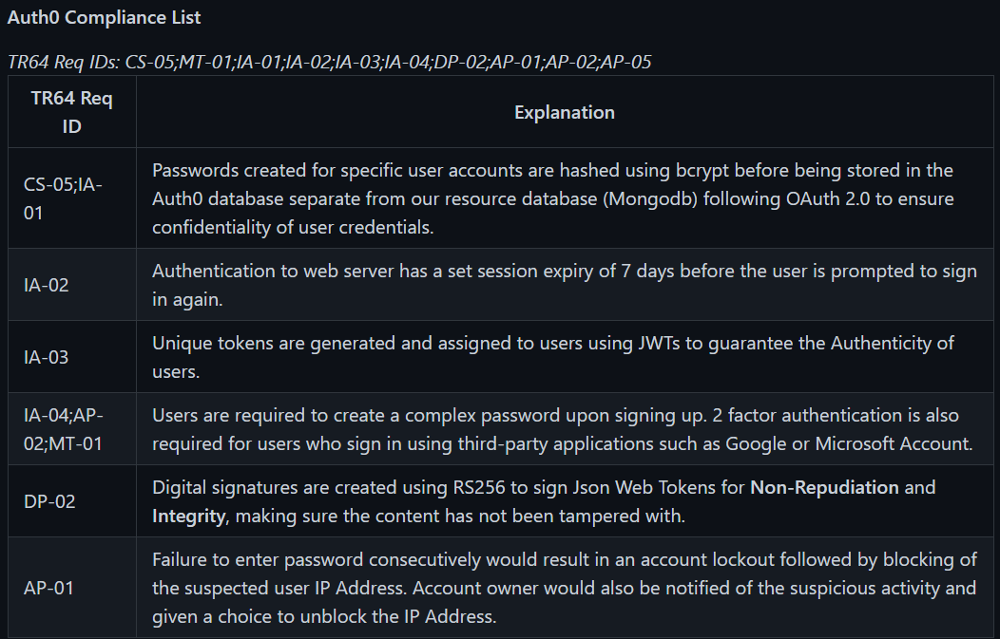 Auth0 Compliance List
TR64 Req IDs: CS-05;MT-01;IA-01;IA-02;IA-03;IA-04;DP-02;AP-01;AP-02;AP-05
TR64 Req
ID
Explanation
CS-05;IA-
01
Passwords created for specific user accounts are hashed using bcrypt before being stored in the
Auth0 database separate from our resource database (Mongodb) following OAuth 2.0 to ensure
confidentiality of user credentials.
IA-02
Authentication to web server has a set session expiry of 7 days before the user is prompted to sign
in again.
IA-03
Unique tokens are generated and assigned to users using JWTs to guarantee the Authenticity of
users.
IA-04;AP-
02;MT-01
Users are required to create a complex password upon signing up. 2 factor authentication is also
required for users who sign in using third-party applications such as Google or Microsoft Account.
DP-02
Digital signatures are created using RS256 to sign Json Web Tokens for Non-Repudiation and
Integrity, making sure the content has not been tampered with.
AP-01
Failure to enter password consecutively would result in an account lockout followed by blocking of
the suspected user IP Address. Account owner would also be notified of the suspicious activity and
given a choice to unblock the IP Address.